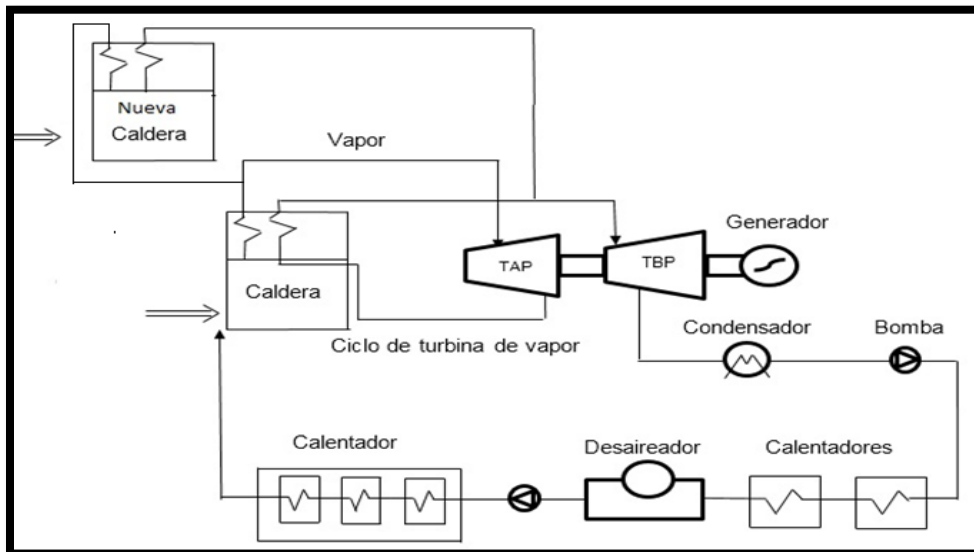 Nueva
Caldera
Vapor
Generador
TAP
TBP
Caldera
Condensador
Bomba
Ciclo de turbina de vapor
Calentador
Desaireador
Calentadores